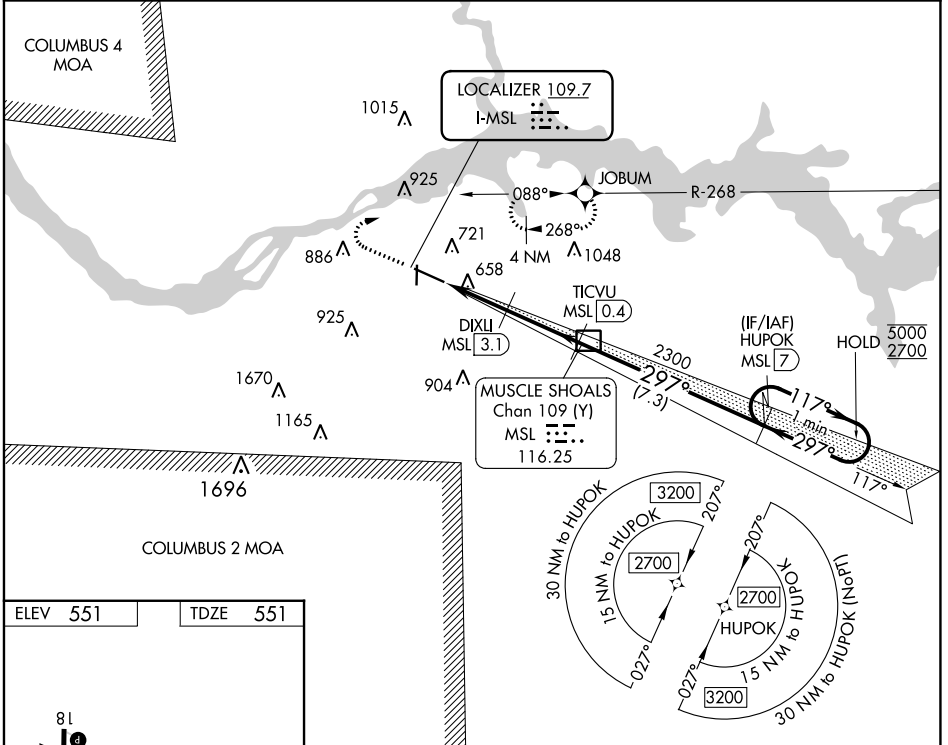 COLUMBUS 4
MOA
LOCALIZER 109.7
I-MSL
1015
925
088°
JOBUM
R-268
268°
4 NM
721
886
1048
658
TICVU
MSL 0.4
925
DIXLI
MSL 3.1
(IF/IAF)
HUPOK
MSL 7
HOLD
5000
2700
2300
297°
(7.3)
117°
1 min
297°
117°
1670
904
MUSCLE SHOALS
Chan 109 (Y)
MSL
116.25
1165
1696
COLUMBUS 2 MOA
30 NM to HUPOK
3200
207°
15 NM to HUPOK
2700
027°
207°
2700
HUPOK
15 NM to HUPOK
30 NM to HUPOK (NoPT)
027°
3200
ELEV 551
TDZE 551
18
P